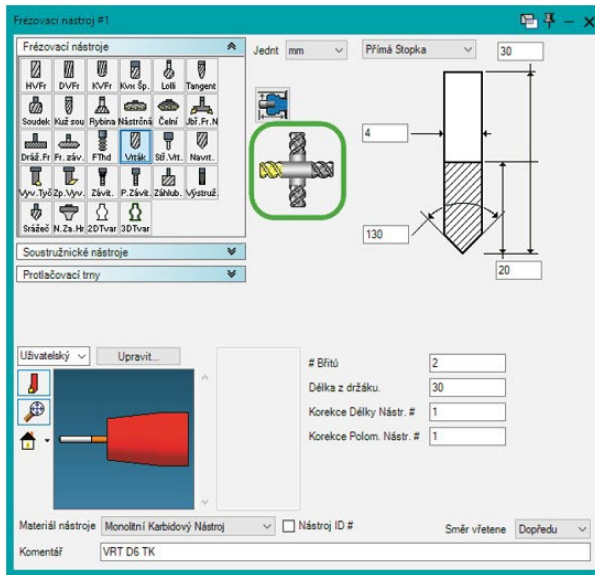 Frézovací nástroj #1
Frézovací nástroje
HVFr DVFr KVFr Kvx Šp. Lolli Tangent
Soudek Kuž sou Rybina Nástrčná Čelní Jbř.Fr.N
Dráž.Fr Fr. záv. FThd Vrták Stř.Vrt. Navrt.
Vyv.Tyč Zp.Vyv. Závit. P.Závit. Záhlub. Výstruž.
Srážeč N.Za.Hr 2DTvar 3DTvar
Soustružnické nástroje
Protlačovací trny
Jednt mm Přímá Stopka 30
4
130
20
Uživatelský Upravit...
# Břitů 2
Délka z držáku. 30
Korekce Délky Nástr. # 1
Korekce Polom. Nástr. # 1
Materiál nástroje Monolitní Karbidový Nástroj Nástroj ID # Směr vřetene Dopředu
Komentář VRT D6 TK